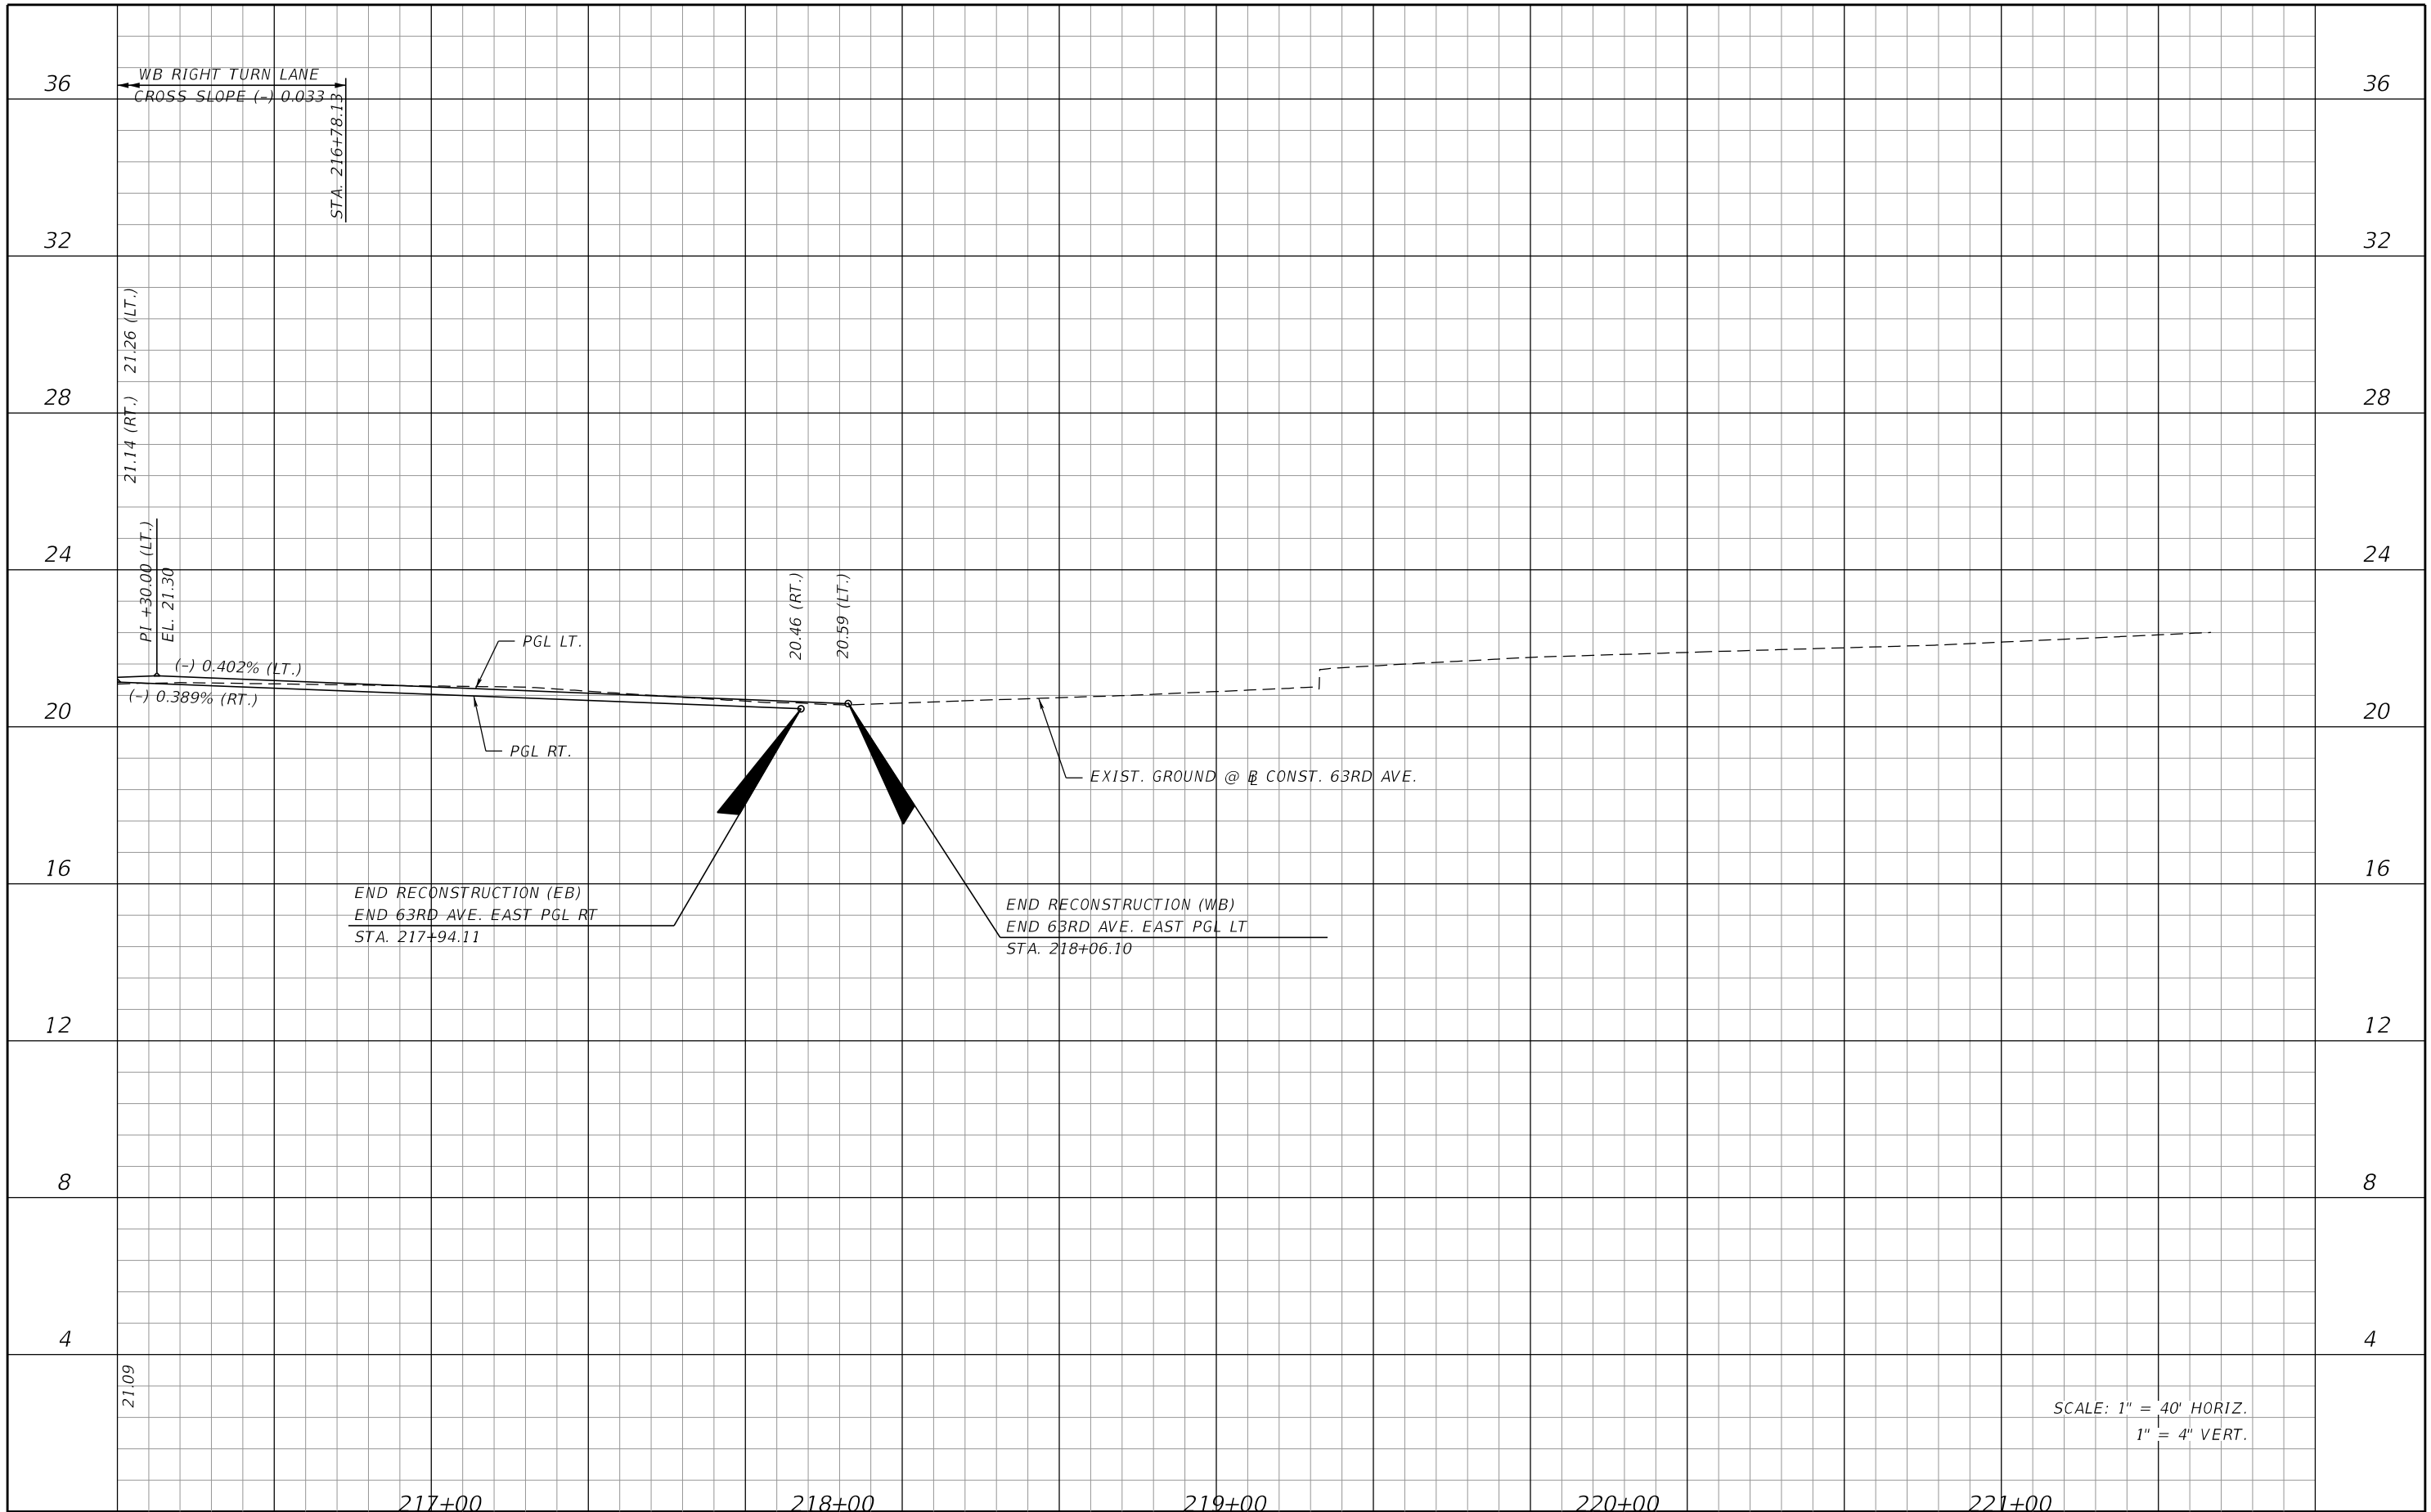 WB RIGHT TURN LANE
CROSS SLOPE (-) 0.033
STA. 216+78.13
36
36
32
32
21.26 (LT.)
21.14 (RT.)
28
28
PI +30.00 (LT.)
EL. 21.30
24
24
20.46 (RT.)
20.59 (LT.)
PGL LT.
(-) 0.402% (LT.)
(-) 0.389% (RT.)
20
20
PGL RT.
EXIST. GROUND @ BL CONST. 63RD AVE.
16
16
END RECONSTRUCTION (EB)
END 63RD AVE. EAST PGL RT
STA. 217+94.11
END RECONSTRUCTION (WB)
END 63RD AVE. EAST PGL LT
STA. 218+06.10
12
12
8
8
4
4
21.09
SCALE: 1" = 40' HORIZ.
1" = 4" VERT.
217+00
218+00
219+00
220+00
221+00